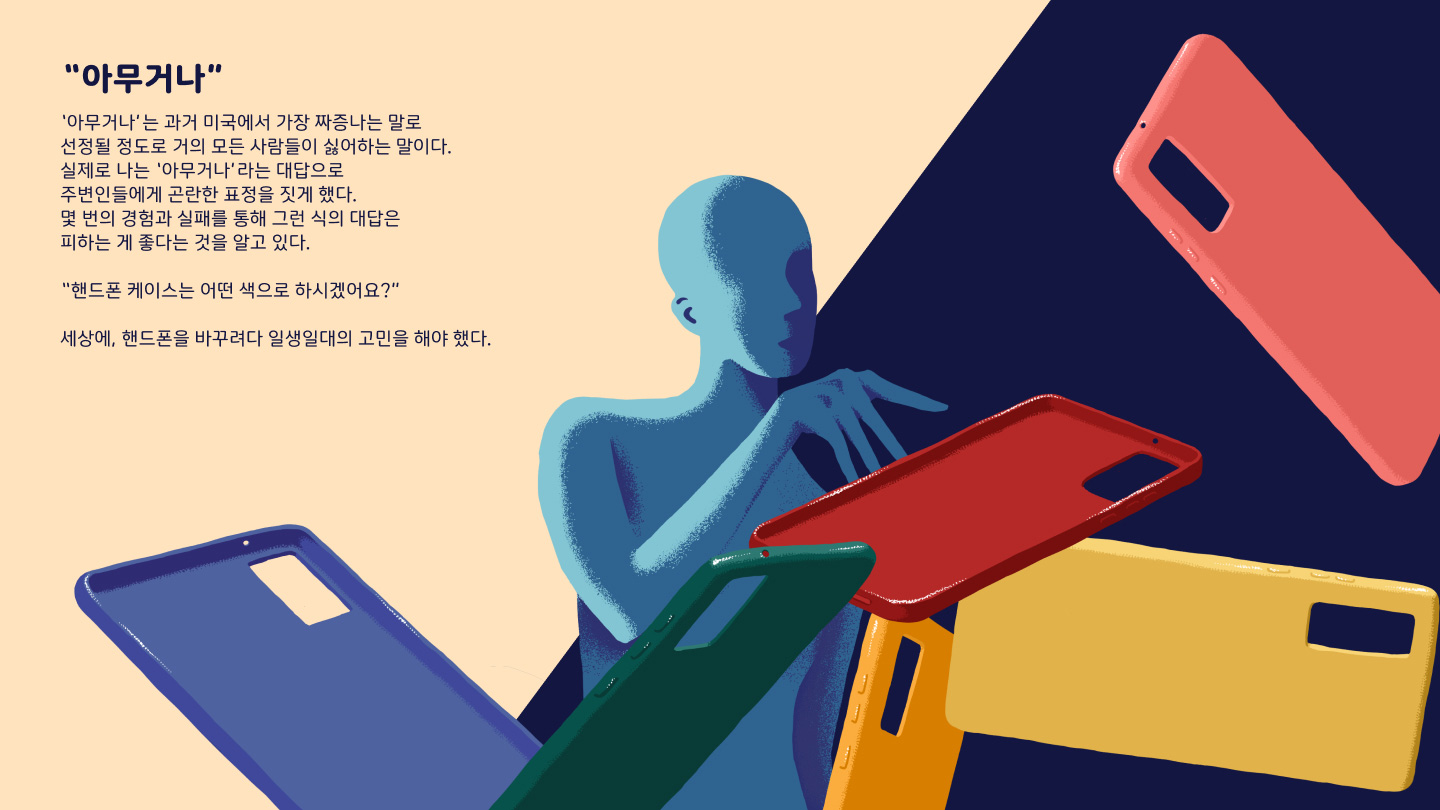 “아무거나”
‘아무거나’는 과거 미국에서 가장 짜증나는 말로
선정될 정도로 거의 모든 사람들이 싫어하는 말이다.
실제로 나는 ‘아무거나’라는 대답으로
주변인들에게 곤란한 표정을 짓게 했다.
몇 번의 경험과 실패를 통해 그런 식의 대답은
피하는 게 좋다는 것을 알고 있다.
“핸드폰 케이스는 어떤 색으로 하시겠어요?“
세상에, 핸드폰을 바꾸려다 일생일대의 고민을 해야 했다.